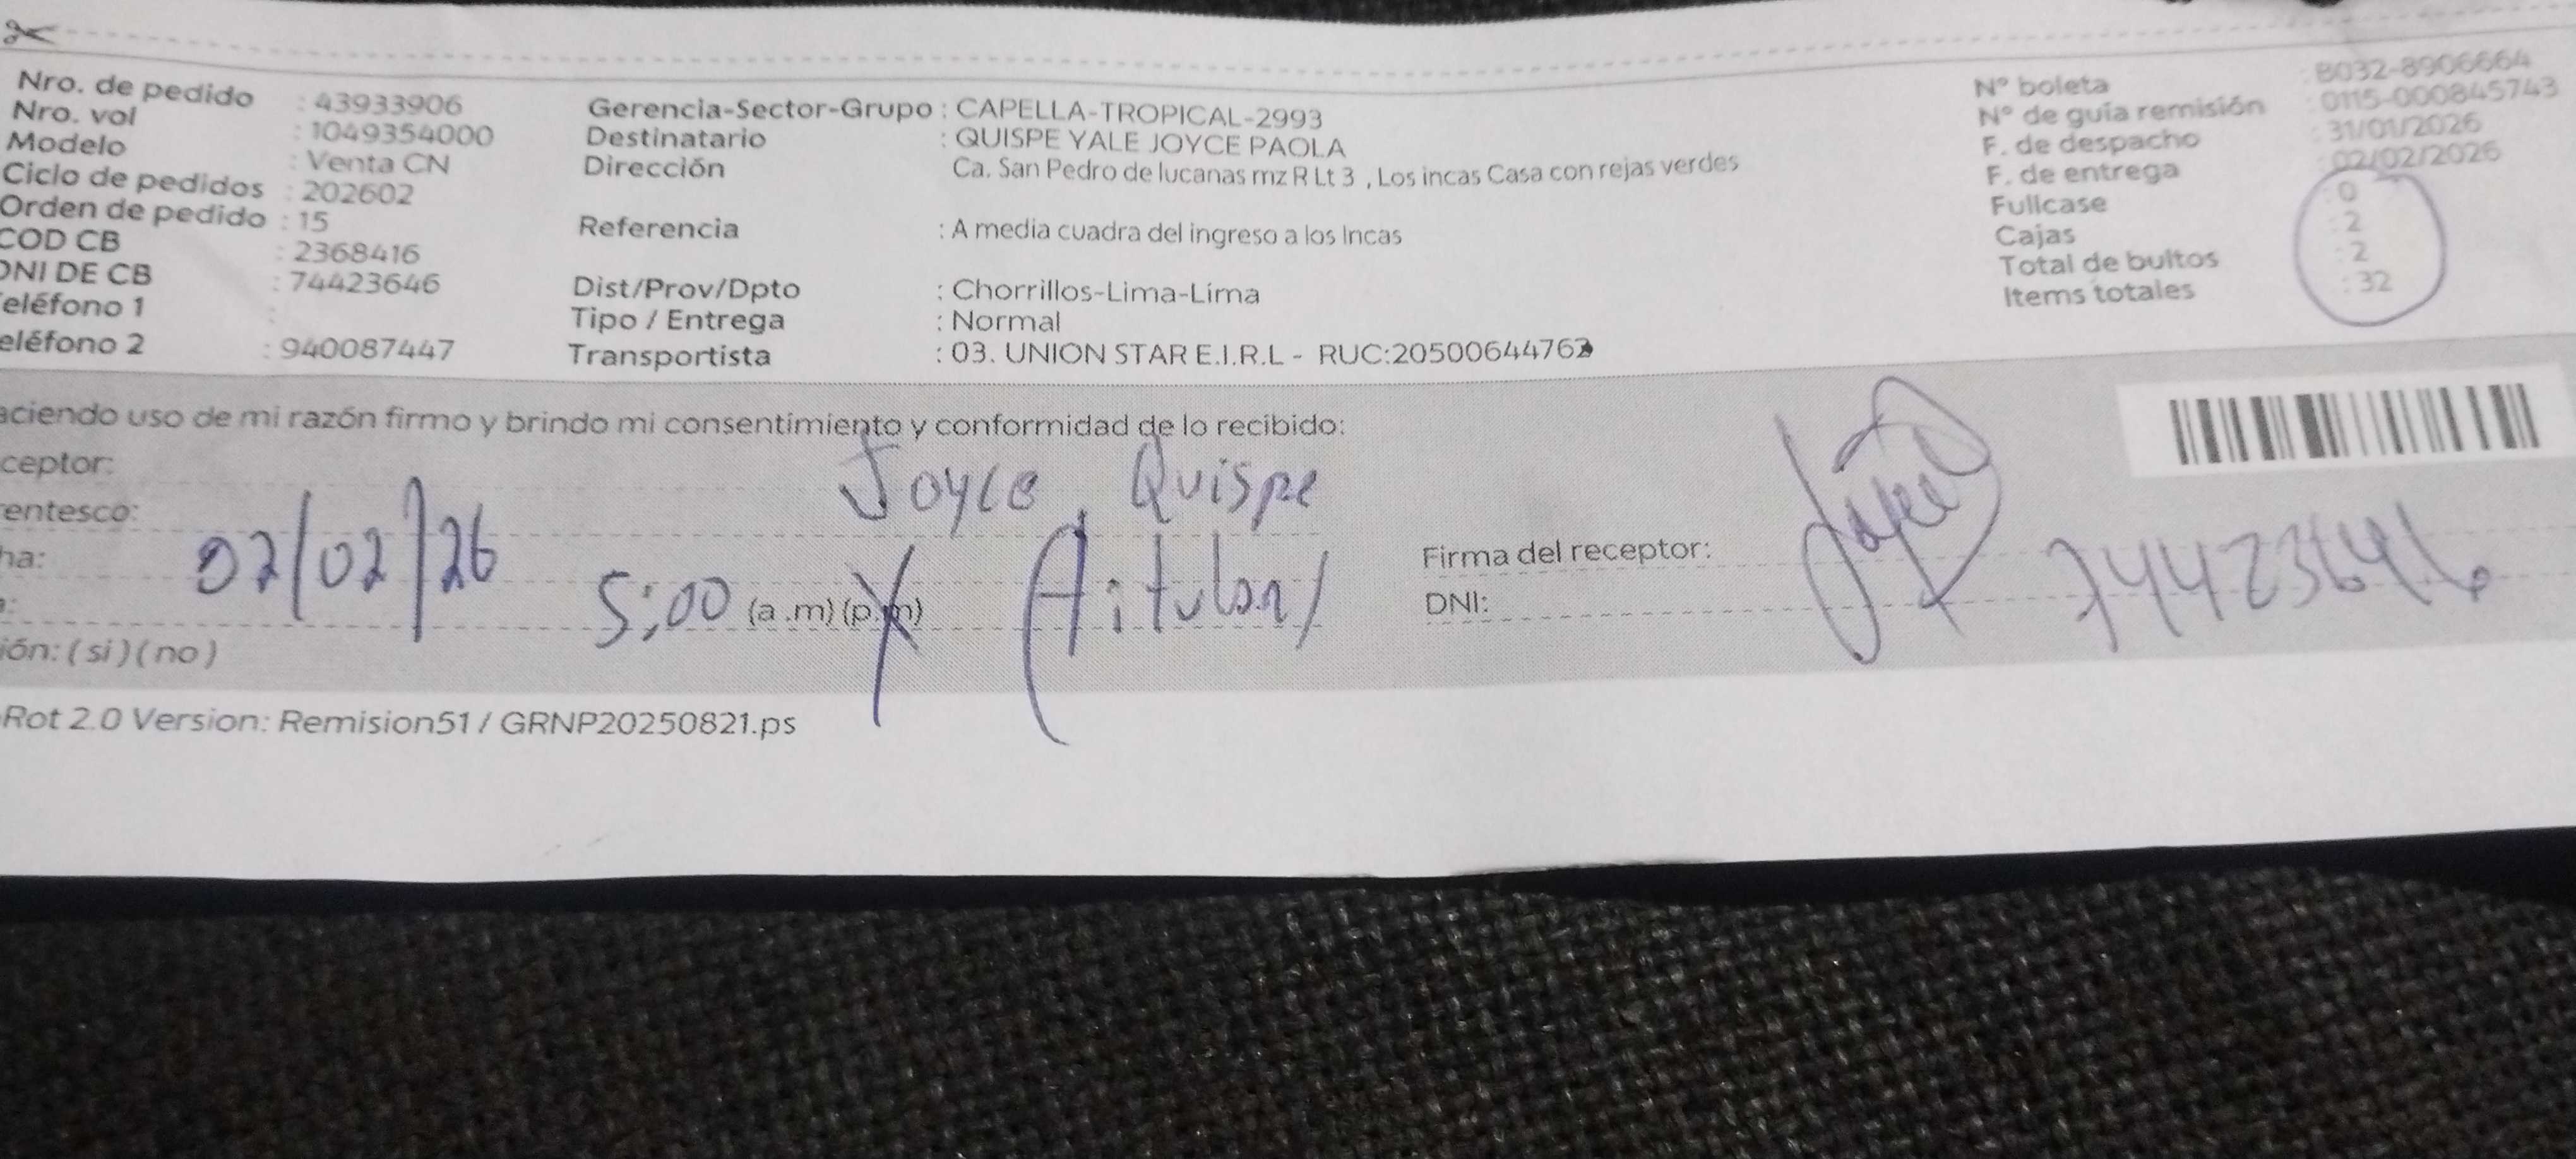 Nro. de pedido : 43933906
Nro. vol : 1049354000
Modelo : Venta CN
Ciclo de pedidos : 202602
Orden de pedido : 15
COD CB : 2368416
DNI DE CB : 74423646
eléfono 1 :
eléfono 2 : 940087447
Gerencia-Sector-Grupo : CAPELLA-TROPICAL-2993
Destinatario : QUISPE YALE JOYCE PAOLA
Dirección Ca. San Pedro de lucanas mz R Lt 3 , Los incas Casa con rejas verdes
Referencia : A media cuadra del ingreso a los Incas
Dist/Prov/Dpto : Chorrillos-Lima-Lima
Tipo / Entrega : Normal
Transportista : 03. UNION STAR E.I.R.L - RUC:20500644762
N° boleta : B032-8906664
N° de guía remisión : 0115-000845743
F. de despacho : 31/01/2026
F. de entrega : 02/02/2026
Fullcase : 0
Cajas : 2
Total de bultos : 2
Items totales : 32
aciendo uso de mi razón firmo y brindo mi consentimiento y conformidad de lo recibido:
ceptor: Joyce Quispe
rentesco:
ha: 02/02/26
5:00 (a .m) (p.m)
ión: ( si ) ( no )
Firma del receptor:
DNI: 74423646
Rot 2.0 Version: Remision51 / GRNP20250821.ps